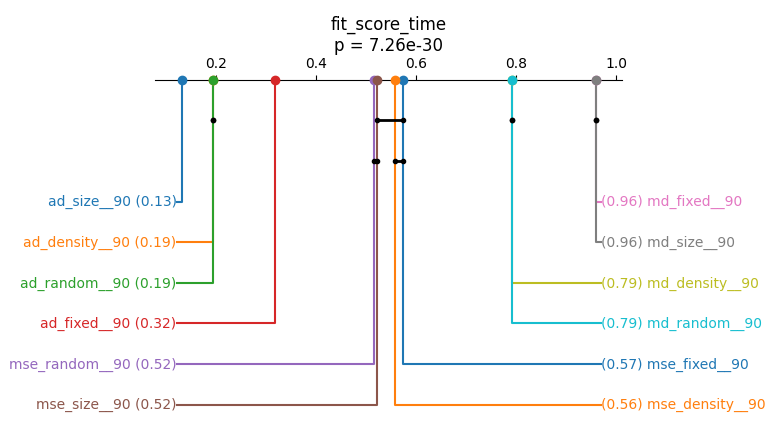 fit_score_time
p = 7.26e-30
0.2 0.4 0.6 0.8 1.0
ad_size__90 (0.13)
(0.96) md_fixed__90
ad_density__90 (0.19)
(0.96) md_size__90
ad_random__90 (0.19)
(0.79) md_density__90
ad_fixed__90 (0.32)
(0.79) md_random__90
mse_random__90 (0.52)
(0.57) mse_fixed__90
mse_size__90 (0.52)
(0.56) mse_density__90